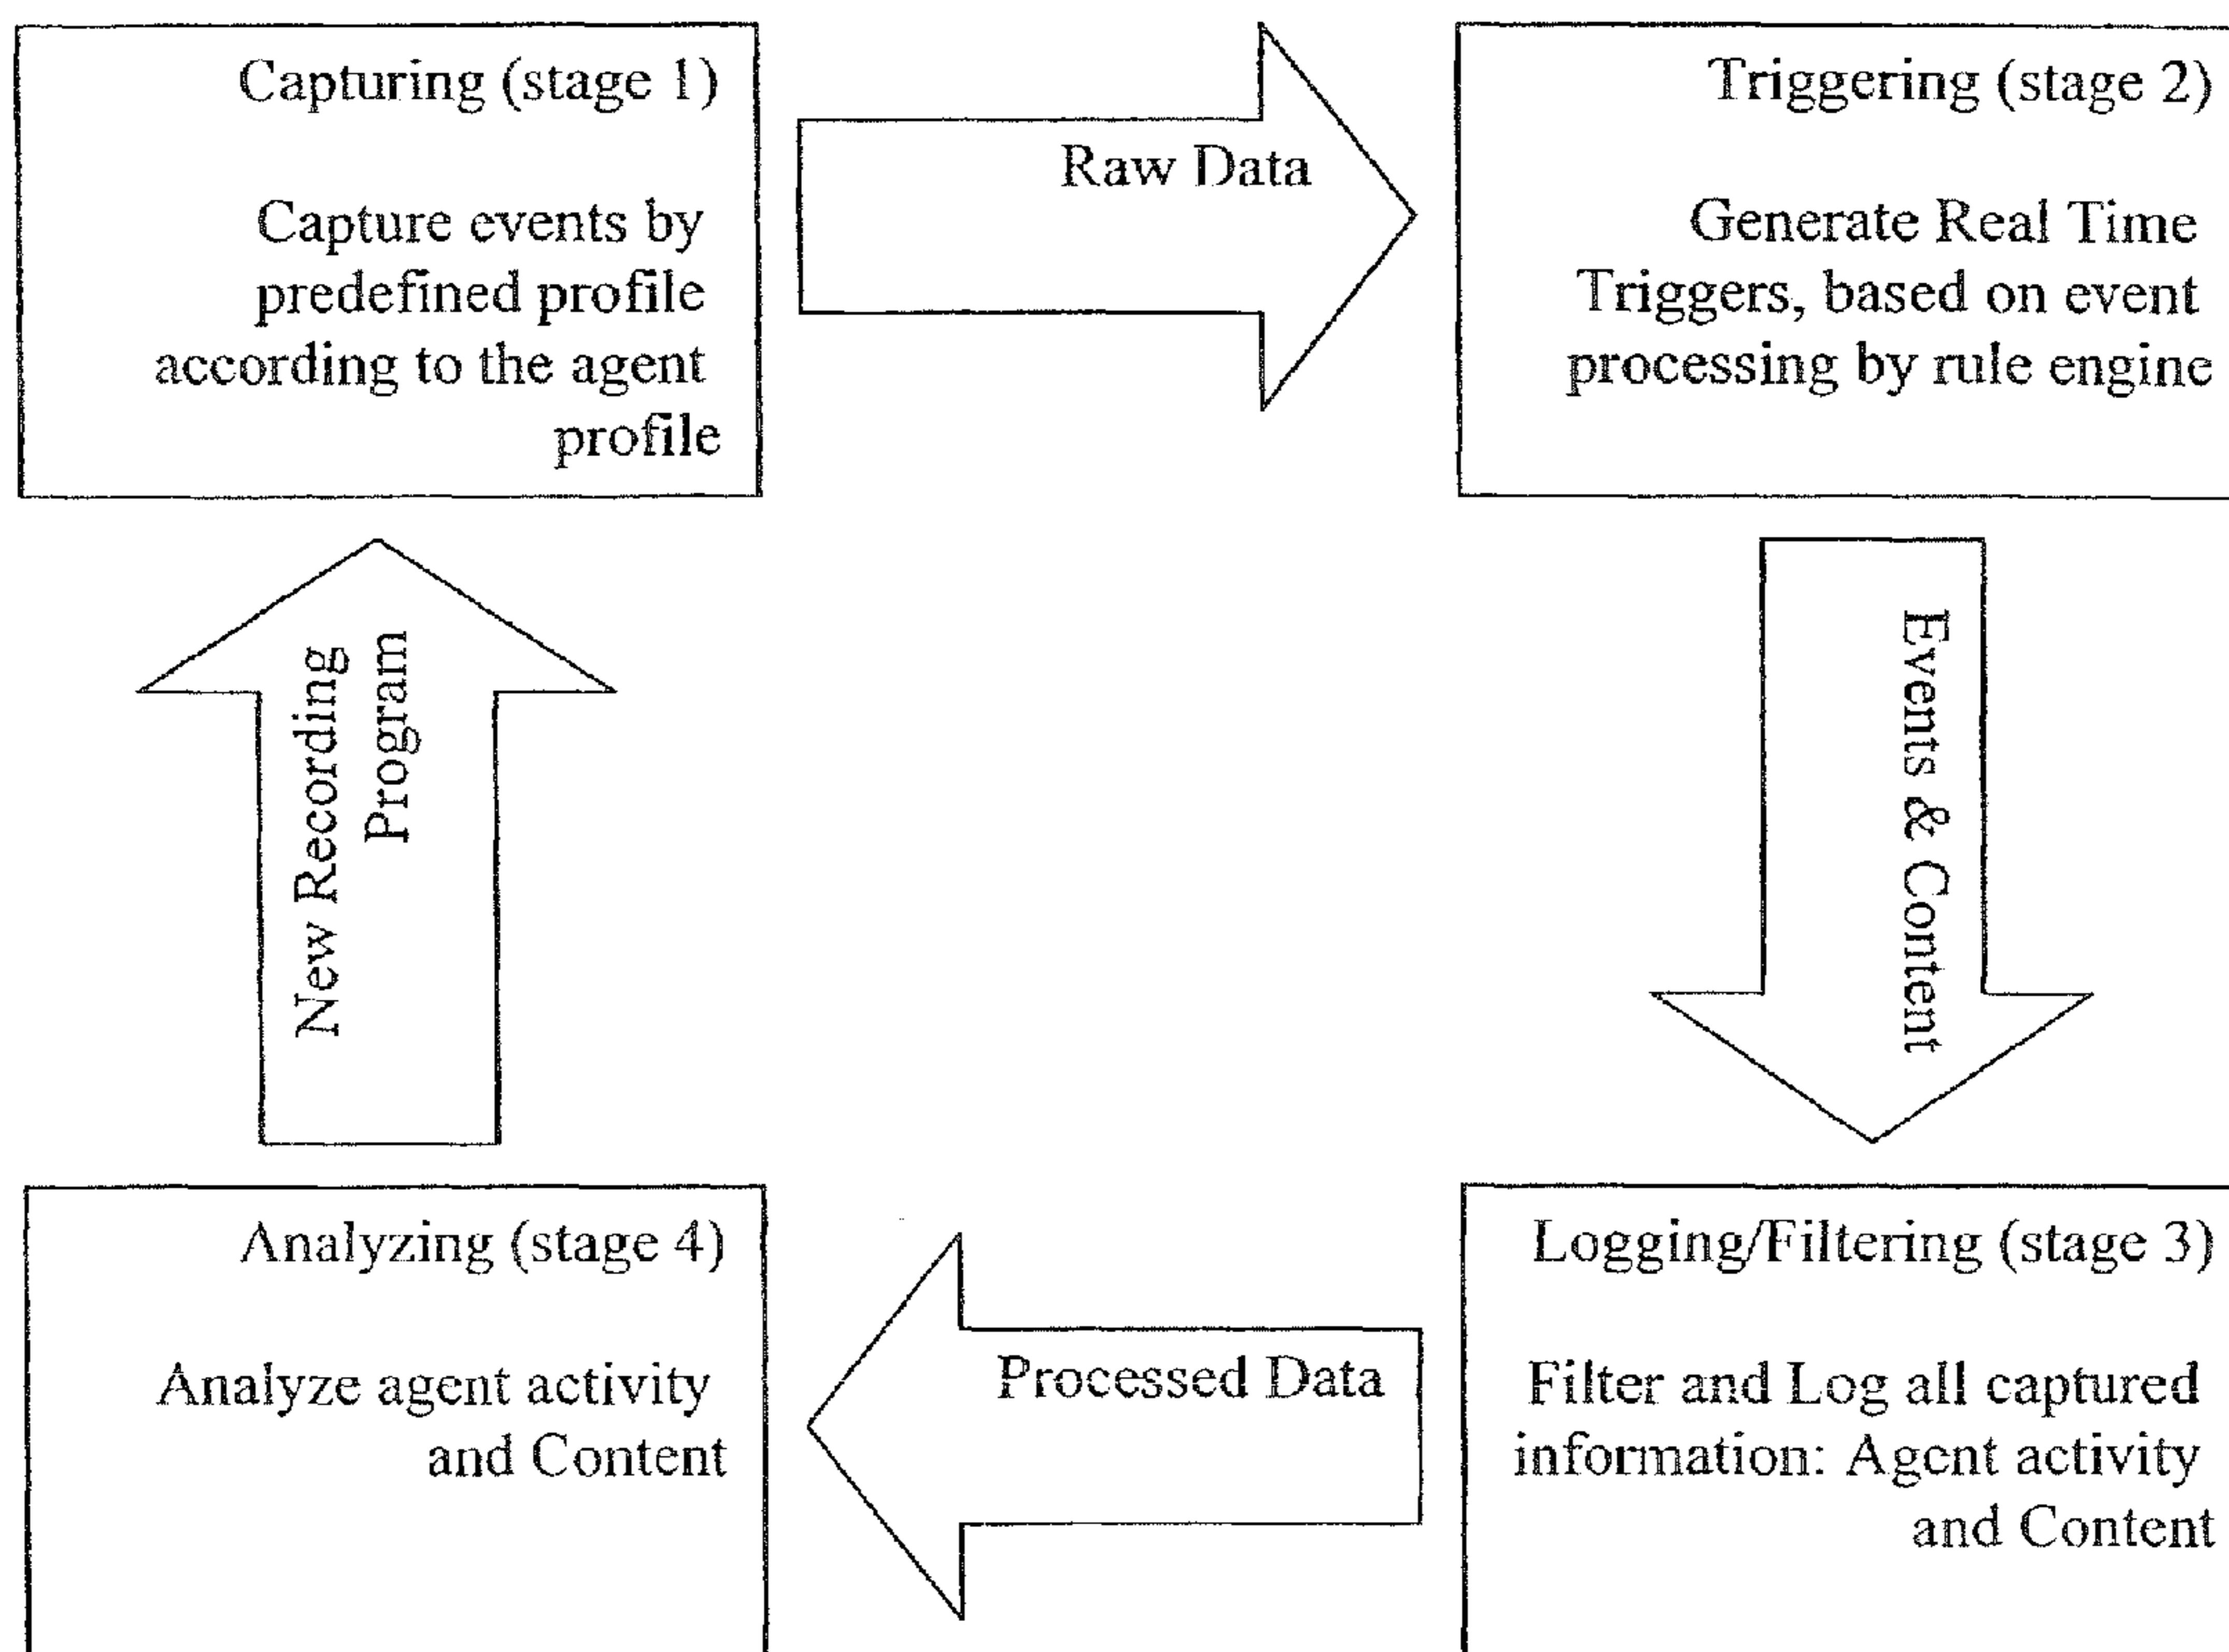 Capturing (stage 1)
Capture events by
predefined profile
according to the agent
profile
Raw Data
Triggering (stage 2)
Generate Real Time
Triggers, based on event
processing by rule engine
Events & Content
Logging/Filtering (stage 3)
Filter and Log all captured
information: Agent activity
and Content
Processed Data
Analyzing (stage 4)
Analyze agent activity
and Content
New Recording
Program